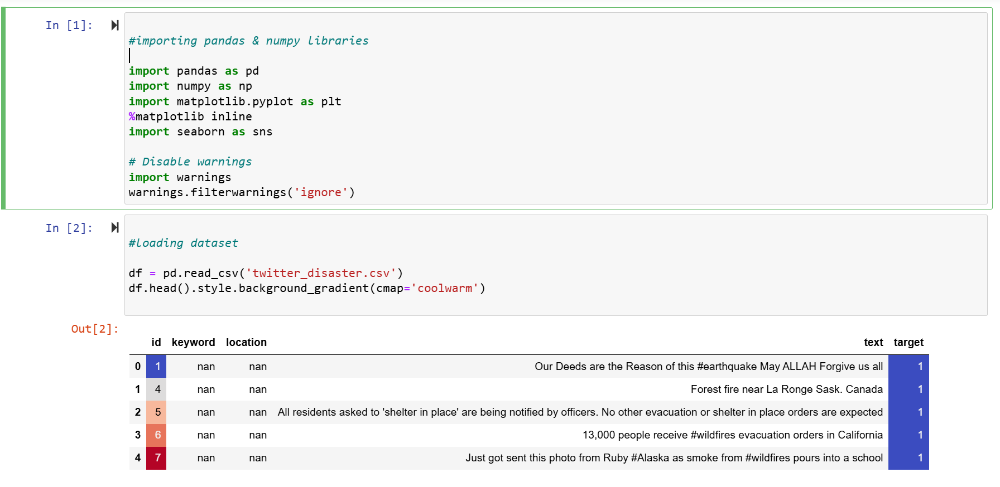 In [1]:
#importing pandas & numpy libraries
import pandas as pd
import numpy as np
import matplotlib.pyplot as plt
%matplotlib inline
import seaborn as sns
# Disable warnings
import warnings
warnings.filterwarnings('ignore')
In [2]:
#loading dataset
df = pd.read_csv('twitter_disaster.csv')
df.head().style.background_gradient(cmap='coolwarm')
Out[2]:
id keyword location text target
0 1 nan nan Our Deeds are the Reason of this #earthquake May ALLAH Forgive us all 1
1 4 nan nan Forest fire near La Ronge Sask. Canada 1
2 5 nan nan All residents asked to 'shelter in place' are being notified by officers. No other evacuation or shelter in place orders are expected 1
3 6 nan nan 13,000 people receive #wildfires evacuation orders in California 1
4 7 nan nan Just got sent this photo from Ruby #Alaska as smoke from #wildfires pours into a school 1